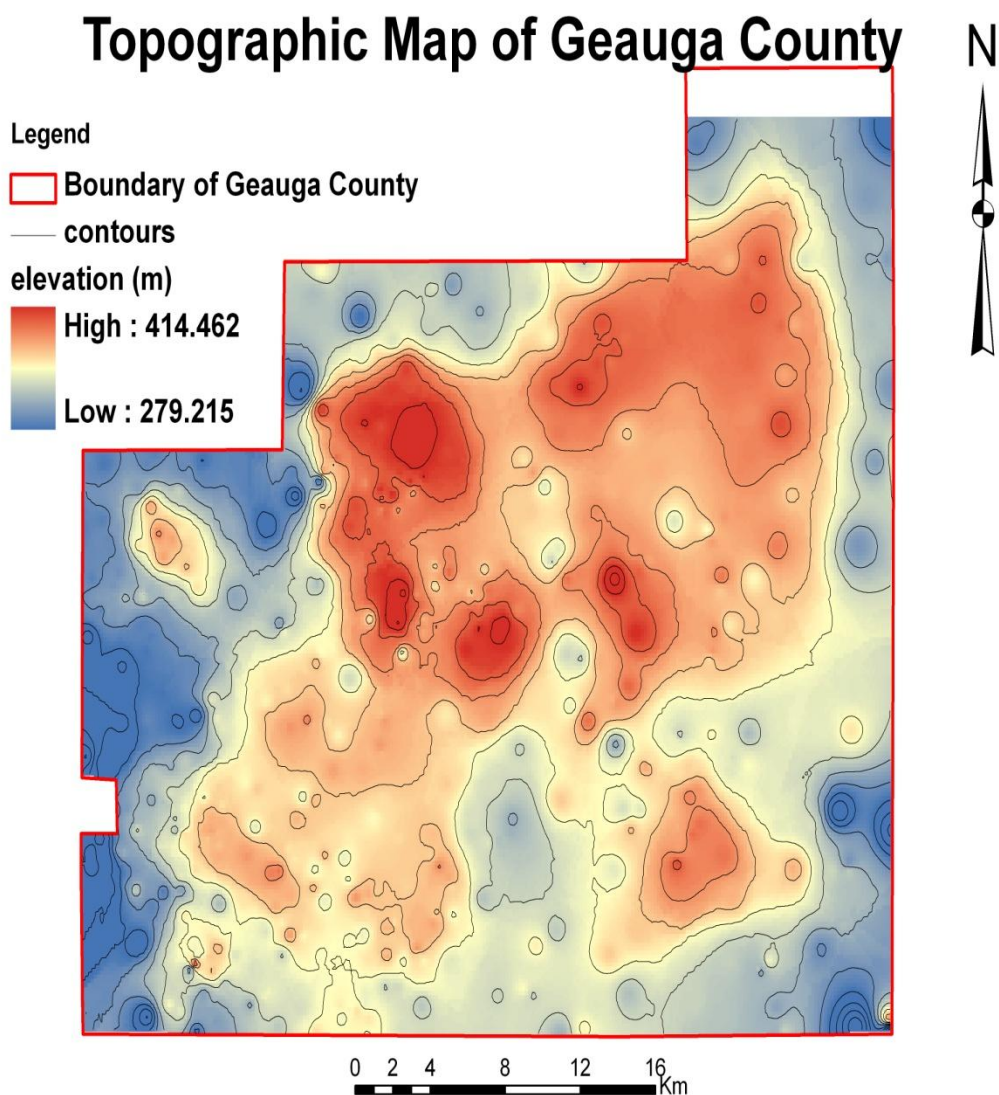 Topographic Map of Geauga County
N
Legend
Boundary of Geauga County
contours
elevation (m)
High : 414.462
Low : 279.215
0 2 4 8 12 16
Km